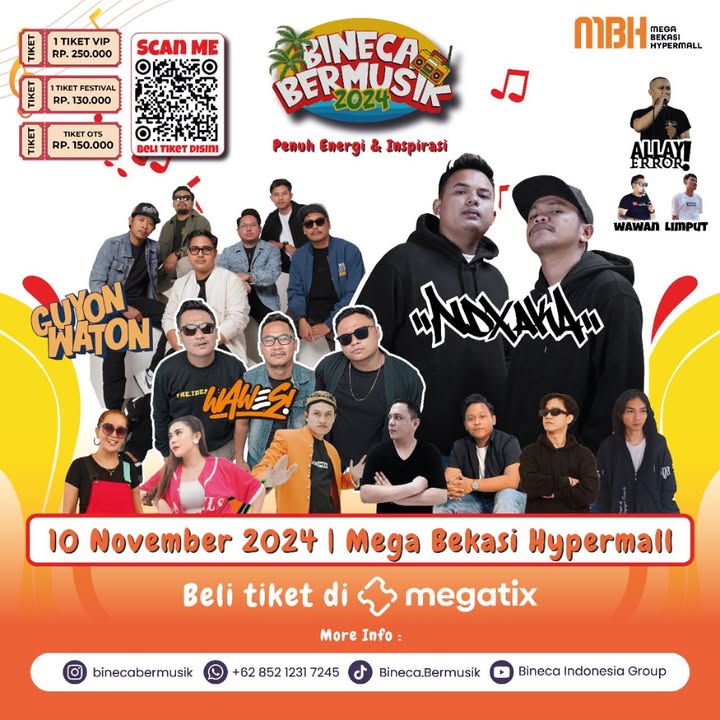 TIKET
1 TIKET VIP
RP. 250.000
TIKET
1 TIKET FESTIVAL
RP. 130.000
TIKET
TIKET OTS
RP. 150.000
SCAN ME
BELI TIKET DISINI
BINECA
BERMUSIK
2024
Penuh Energi & Inspirasi
MBH MEGA
BEKASI
HYPERMALL
ALLAY
ERROR!
WAWAN LIMPUT
GUYON
WATON
"NDXAKA"
WAWES!
10 November 2024 | Mega Bekasi Hypermall
Beli tiket di megatix
More Info :
binecabermusik
+62 852 1231 7245
Bineca.Bermusik
Bineca Indonesia Group